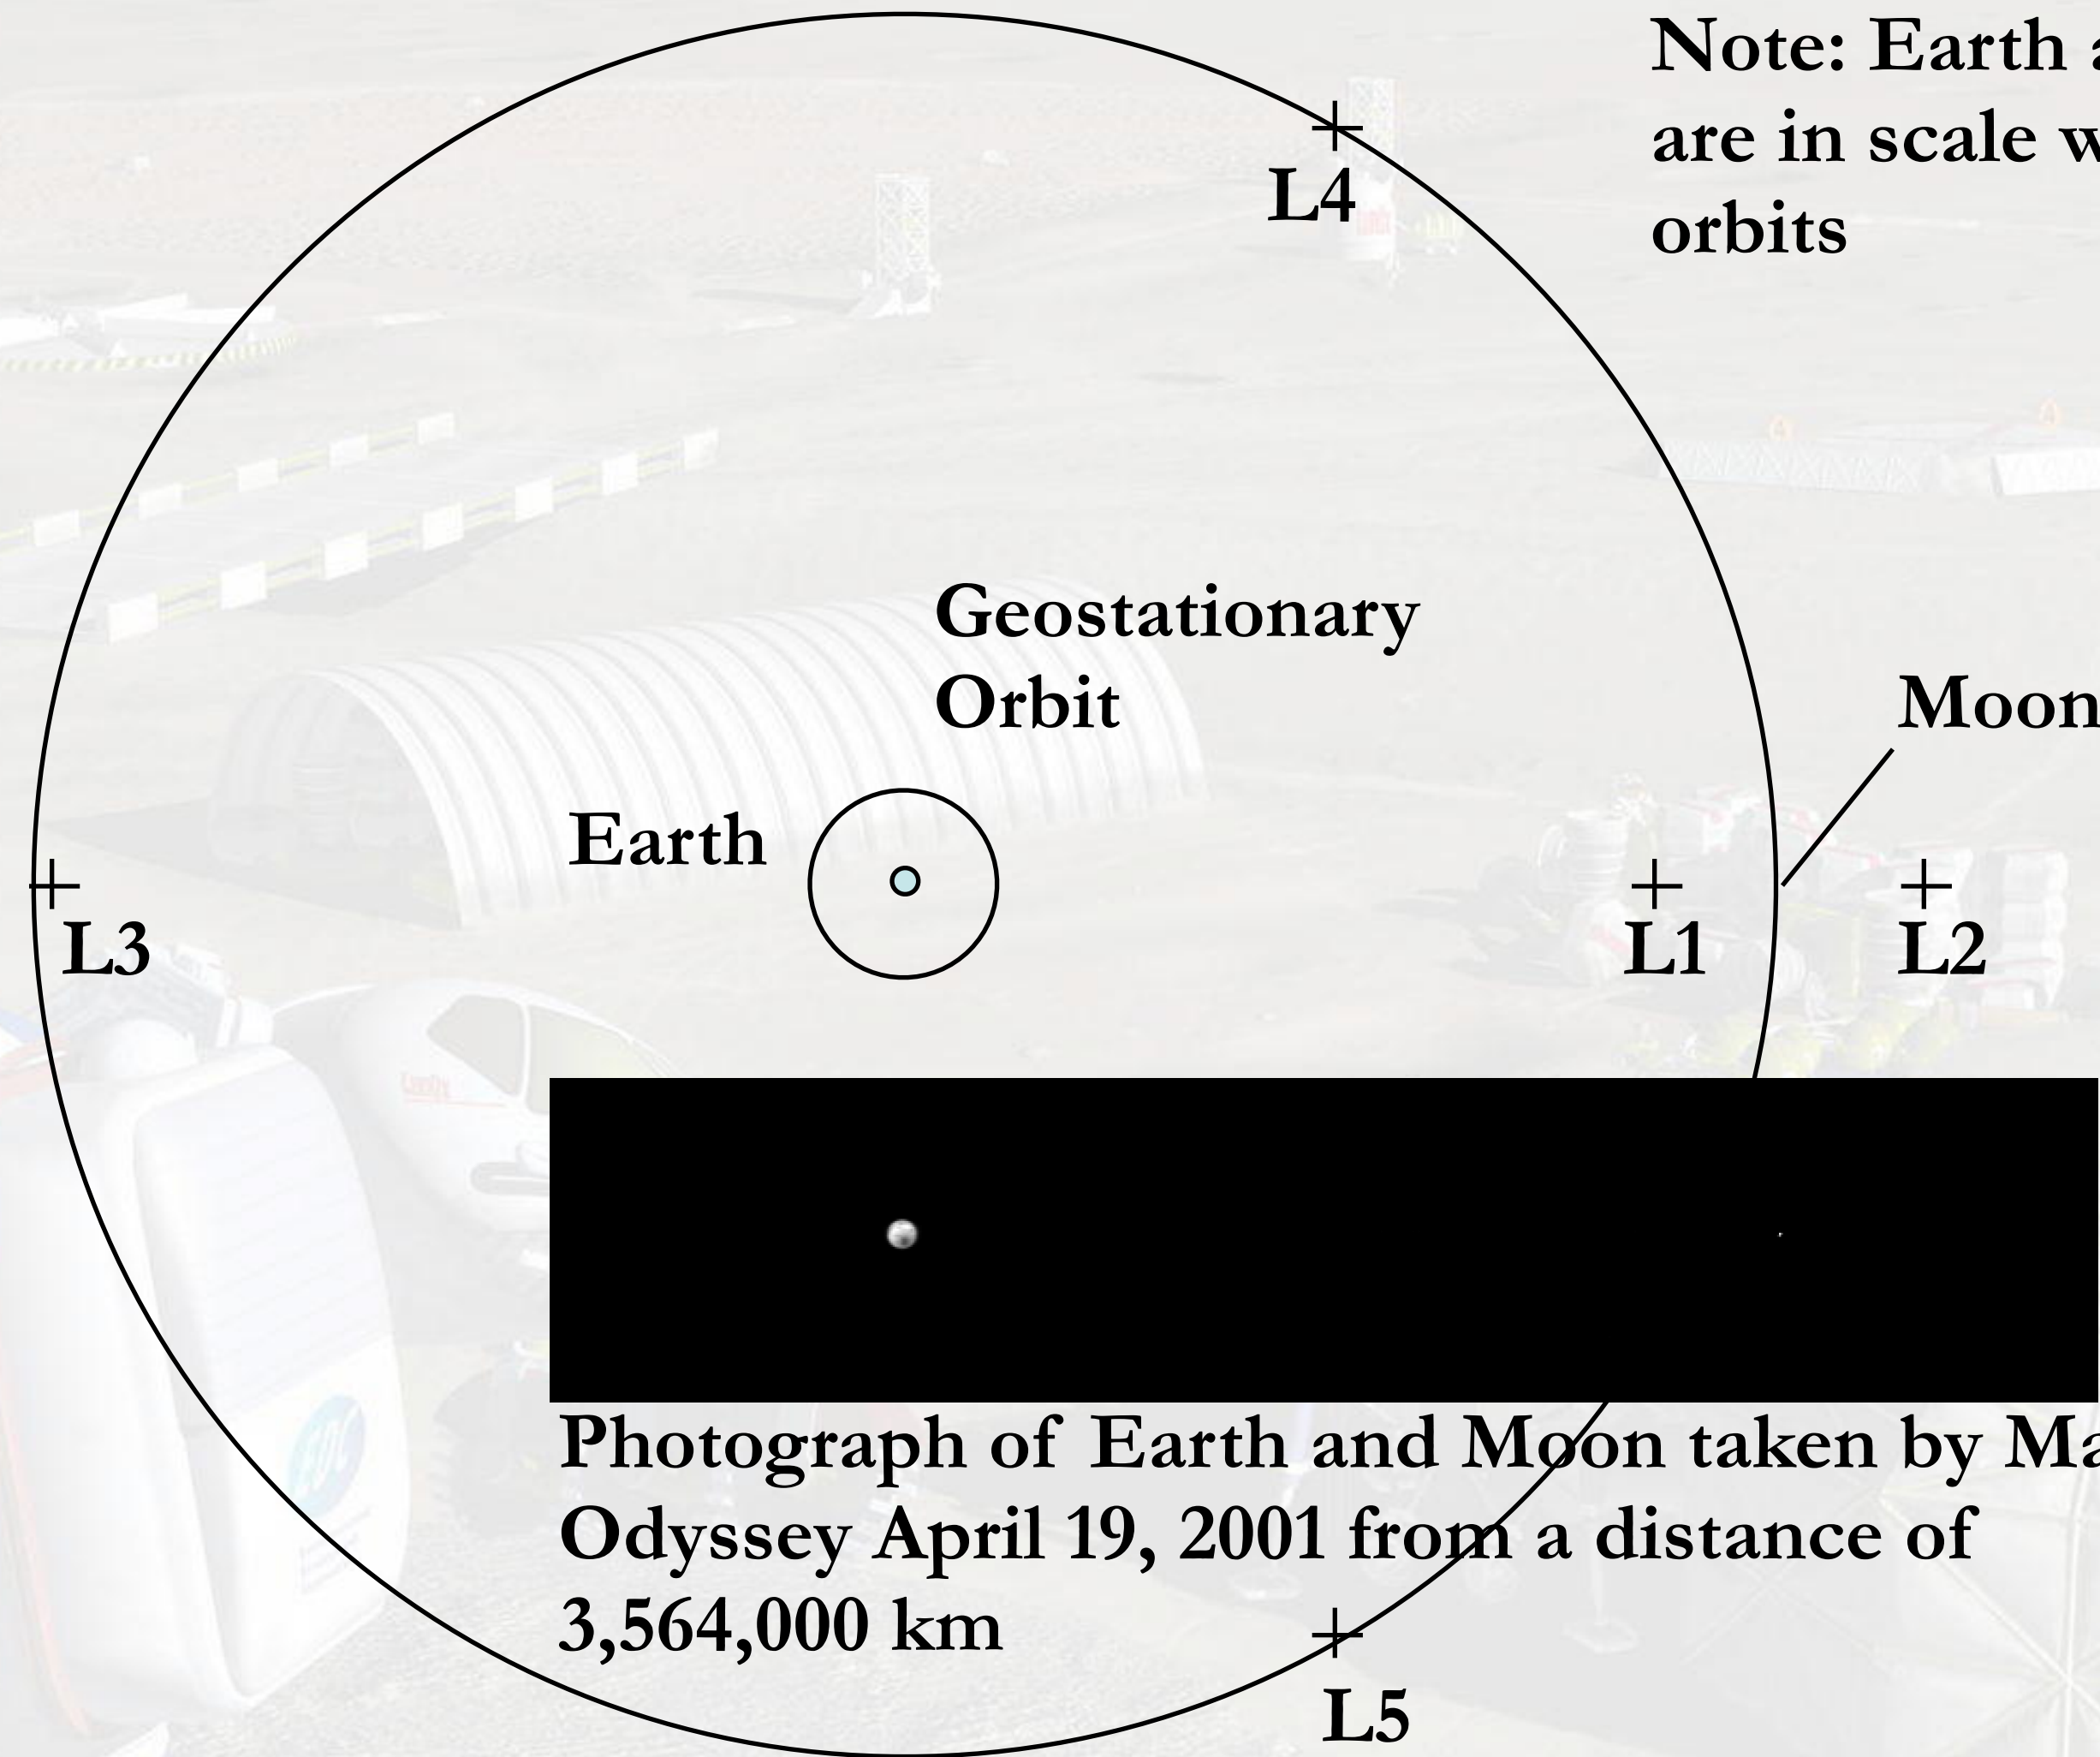 Note: Earth a
are in scale w
orbits
L4
Geostationary
Orbit
Moon
Earth
L3
L1
L2
Photograph of Earth and Moon taken by Ma
Odyssey April 19, 2001 from a distance of
3,564,000 km
L5